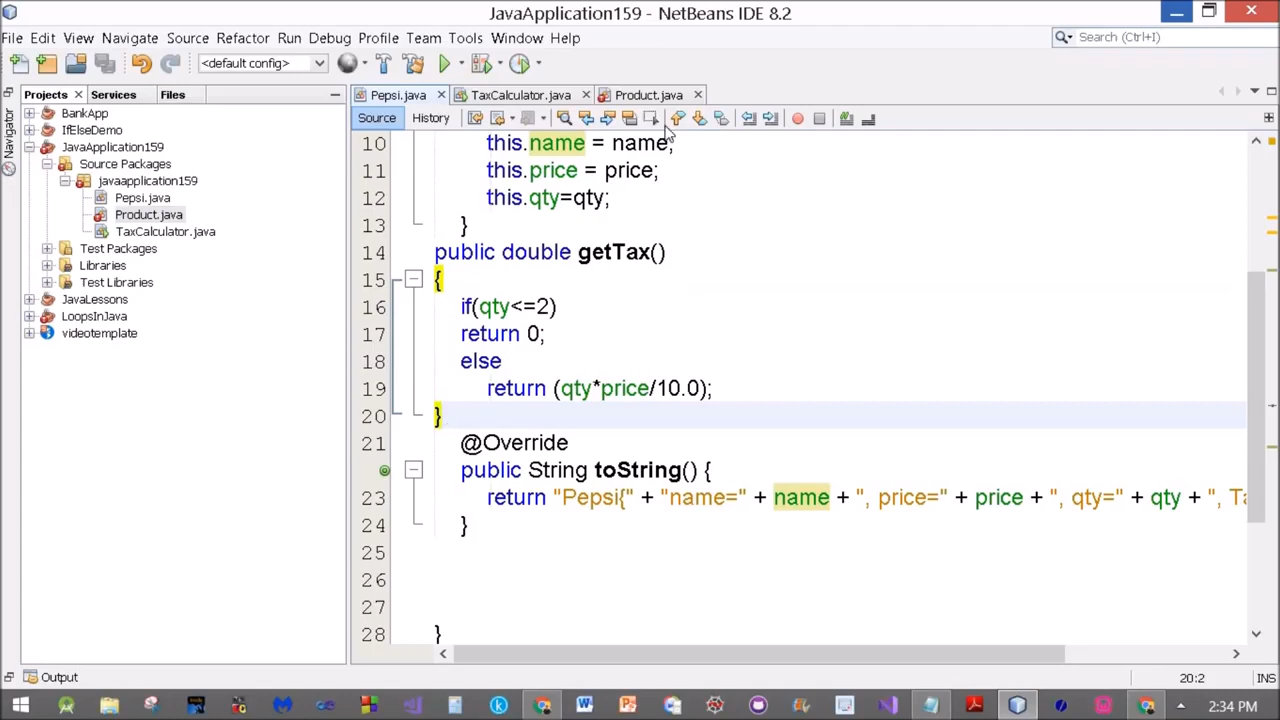 JavaApplication159 - NetBeans IDE 8.2
File Edit View Navigate Source Refactor Run Debug Profile Team Tools Window Help
Search (Ctrl+I)
<default config>
Projects Services Files
Pepsi.java TaxCalculator.java Product.java
Source History
Navigator
BankApp
IfElseDemo
JavaApplication159
Source Packages
javaapplication159
Pepsi.java
Product.java
TaxCalculator.java
Test Packages
Libraries
Test Libraries
JavaLessons
LoopsInJava
videotemplate
10 this.name = name;
11 this.price = price;
12 this.qty=qty;
13 }
14 public double getTax()
15 {
16 if(qty<=2)
17 return 0;
18 else
19 return (qty*price/10.0);
20 }
21 @Override
public String toString() {
23 return "Pepsi{" + "name=" + name + ", price=" + price + ", qty=" + qty + ", Ta
24 }
25
26
27
28 }
Output
20:2 INS
2:34 PM